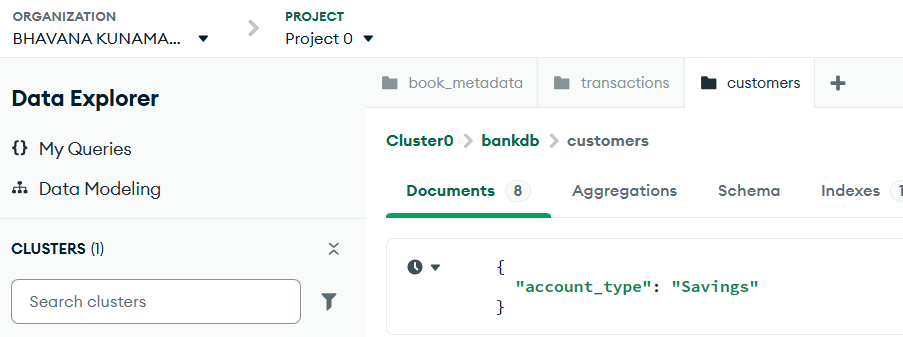 ORGANIZATION
BHAVANA KUNAMA...
PROJECT
Project 0
Data Explorer
{} My Queries
Data Modeling
CLUSTERS (1)
Search clusters
book_metadata
transactions
customers
+
Cluster0 > bankdb > customers
Documents 8
Aggregations
Schema
Indexes 1
{
"account_type": "Savings"
}